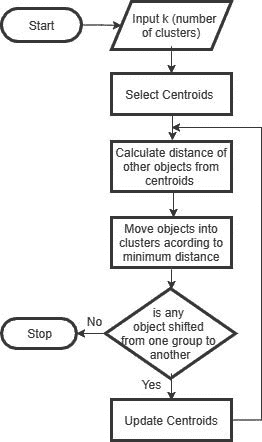 Start
Input k (number
of clusters)
Select Centroids
Calculate distance of
other objects from
centroids
Move objects into
clusters acording to
minimum distance
is any
object shifted
from one group to
another
No
Stop
Yes
Update Centroids